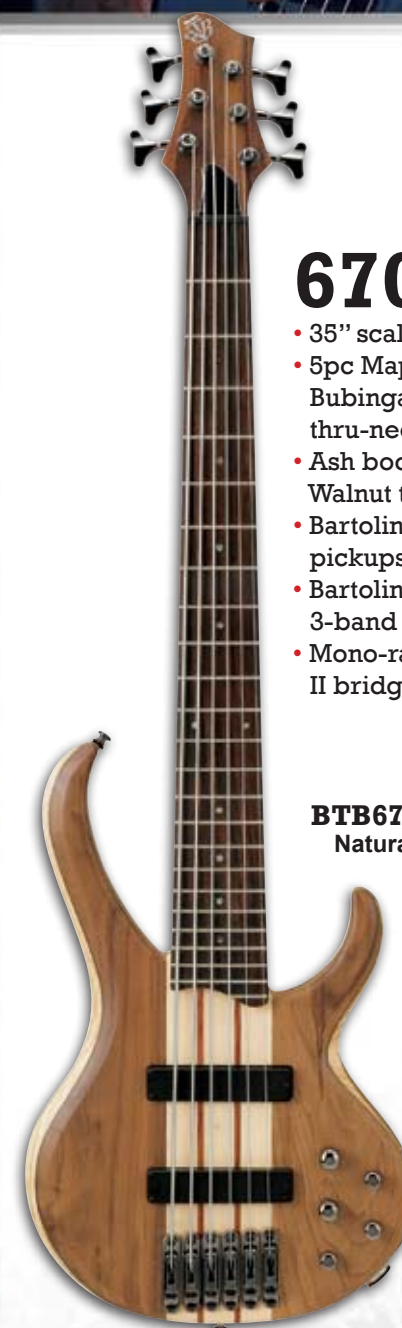 670
• 35” scal
• 5pc Map
Bubinga
thru-nec
• Ash bod
Walnut t
• Bartolin
pickups
• Bartolin
3-band
• Mono-ra
II bridg
BTB67
Natura